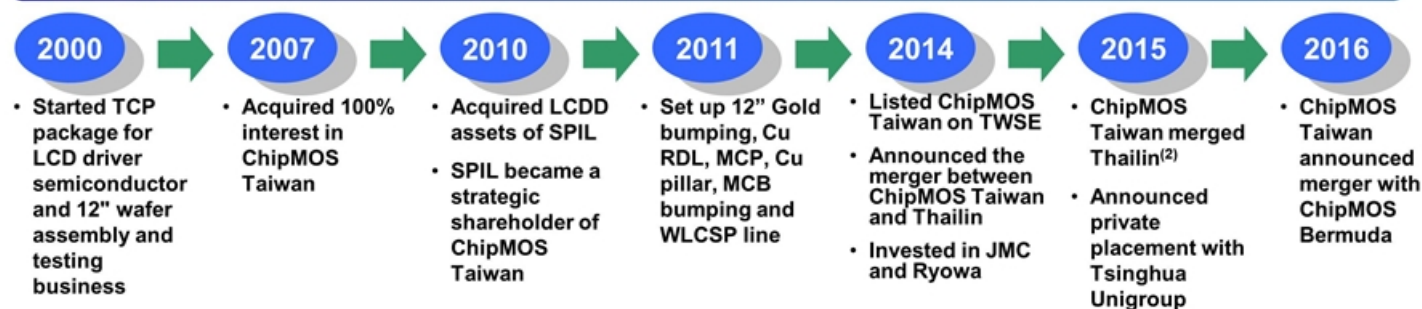 2000
• Started TCP
package for
LCD driver
semiconductor
and 12" wafer
assembly and
testing
business
2007
• Acquired 100%
interest in
ChipMOS
Taiwan
2010
• Acquired LCDD
assets of SPIL
• SPIL became a
strategic
shareholder of
ChipMOS
Taiwan
2011
• Set up 12” Gold
bumping, Cu
RDL, MCP, Cu
pillar, MCB
bumping and
WLCSP line
2014
• Listed ChipMOS
Taiwan on TWSE
• Announced the
merger between
ChipMOS Taiwan
and Thailin
• Invested in JMC
and Ryowa
2015
• ChipMOS
Taiwan merged
Thailin(2)
• Announced
private
placement with
Tsinghua
Unigroup
2016
• ChipMOS
Taiwan
announced
merger with
ChipMOS
Bermuda